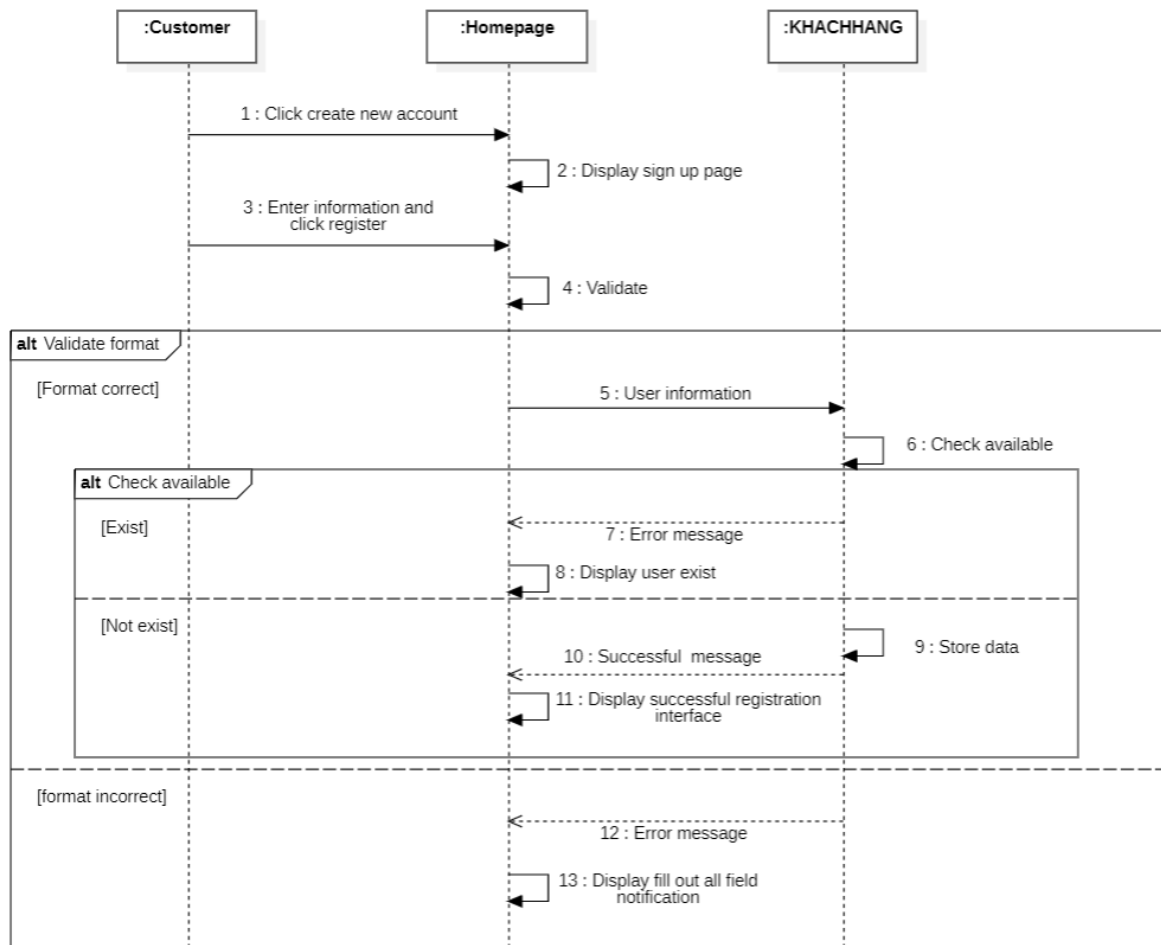 :Customer
:Homepage
:KHACHHANG
1 : Click create new account
2 : Display sign up page
3 : Enter information and
click register
4 : Validate
alt Validate format
[Format correct]
5 : User information
6 : Check available
alt Check available
[Exist]
7 : Error message
8 : Display user exist
[Not exist]
9 : Store data
10 : Successful  message
11 : Display successful registration
interface
[format incorrect]
12 : Error message
13 : Display fill out all field
notification